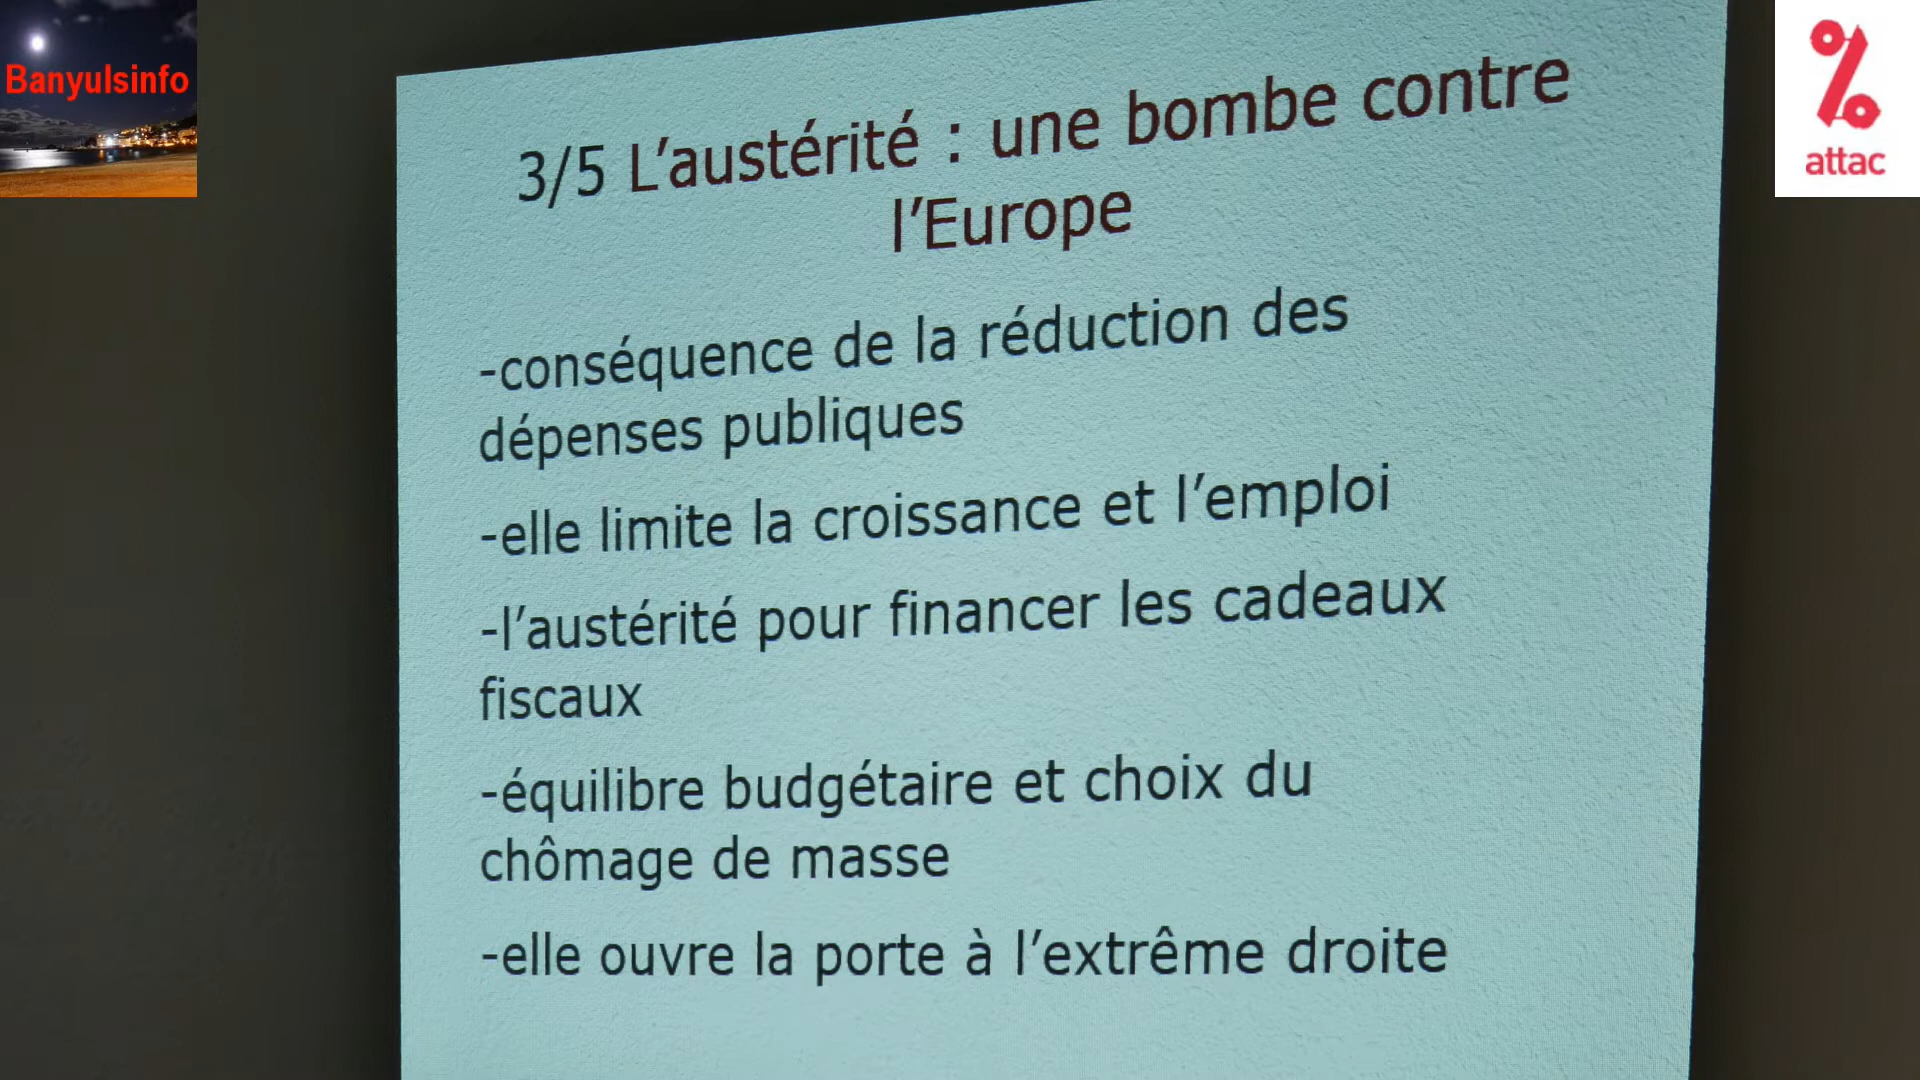 Banyulsinfo
attac
3/5 L’austérité : une bombe contre
l’Europe
-conséquence de la réduction des
dépenses publiques
-elle limite la croissance et l’emploi
-l’austérité pour financer les cadeaux
fiscaux
-équilibre budgétaire et choix du
chômage de masse
-elle ouvre la porte à l’extrême droite